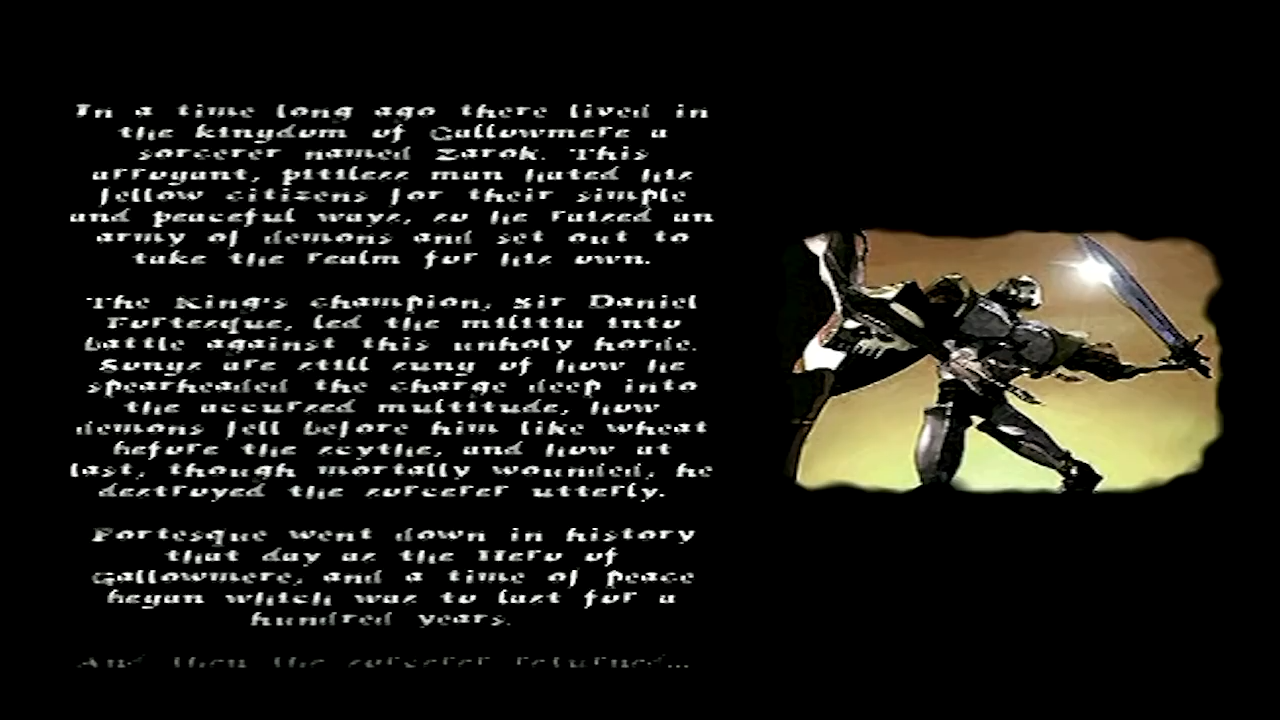 In a time long ago there lived in
the kingdom of Gallowmere a
sorcerer named Zarok. This
arrogant, pitiless man hated his
fellow citizens for their simple
and peaceful ways, so he raised an
army of demons and set out to
take the realm for his own.
The King's champion, Sir Daniel
Fortesque, led the militia into
battle against this unholy horde.
Songs are still sung of how he
spearheaded the charge deep into
the accursed multitude, how
demons fell before him like wheat
before the scythe, and how at
last, though mortally wounded, he
destroyed the sorcerer utterly.
Fortesque went down in history
that day as the Hero of
Gallowmere, and a time of peace
began which was to last for a
hundred years.
And then the sorcerer returned...